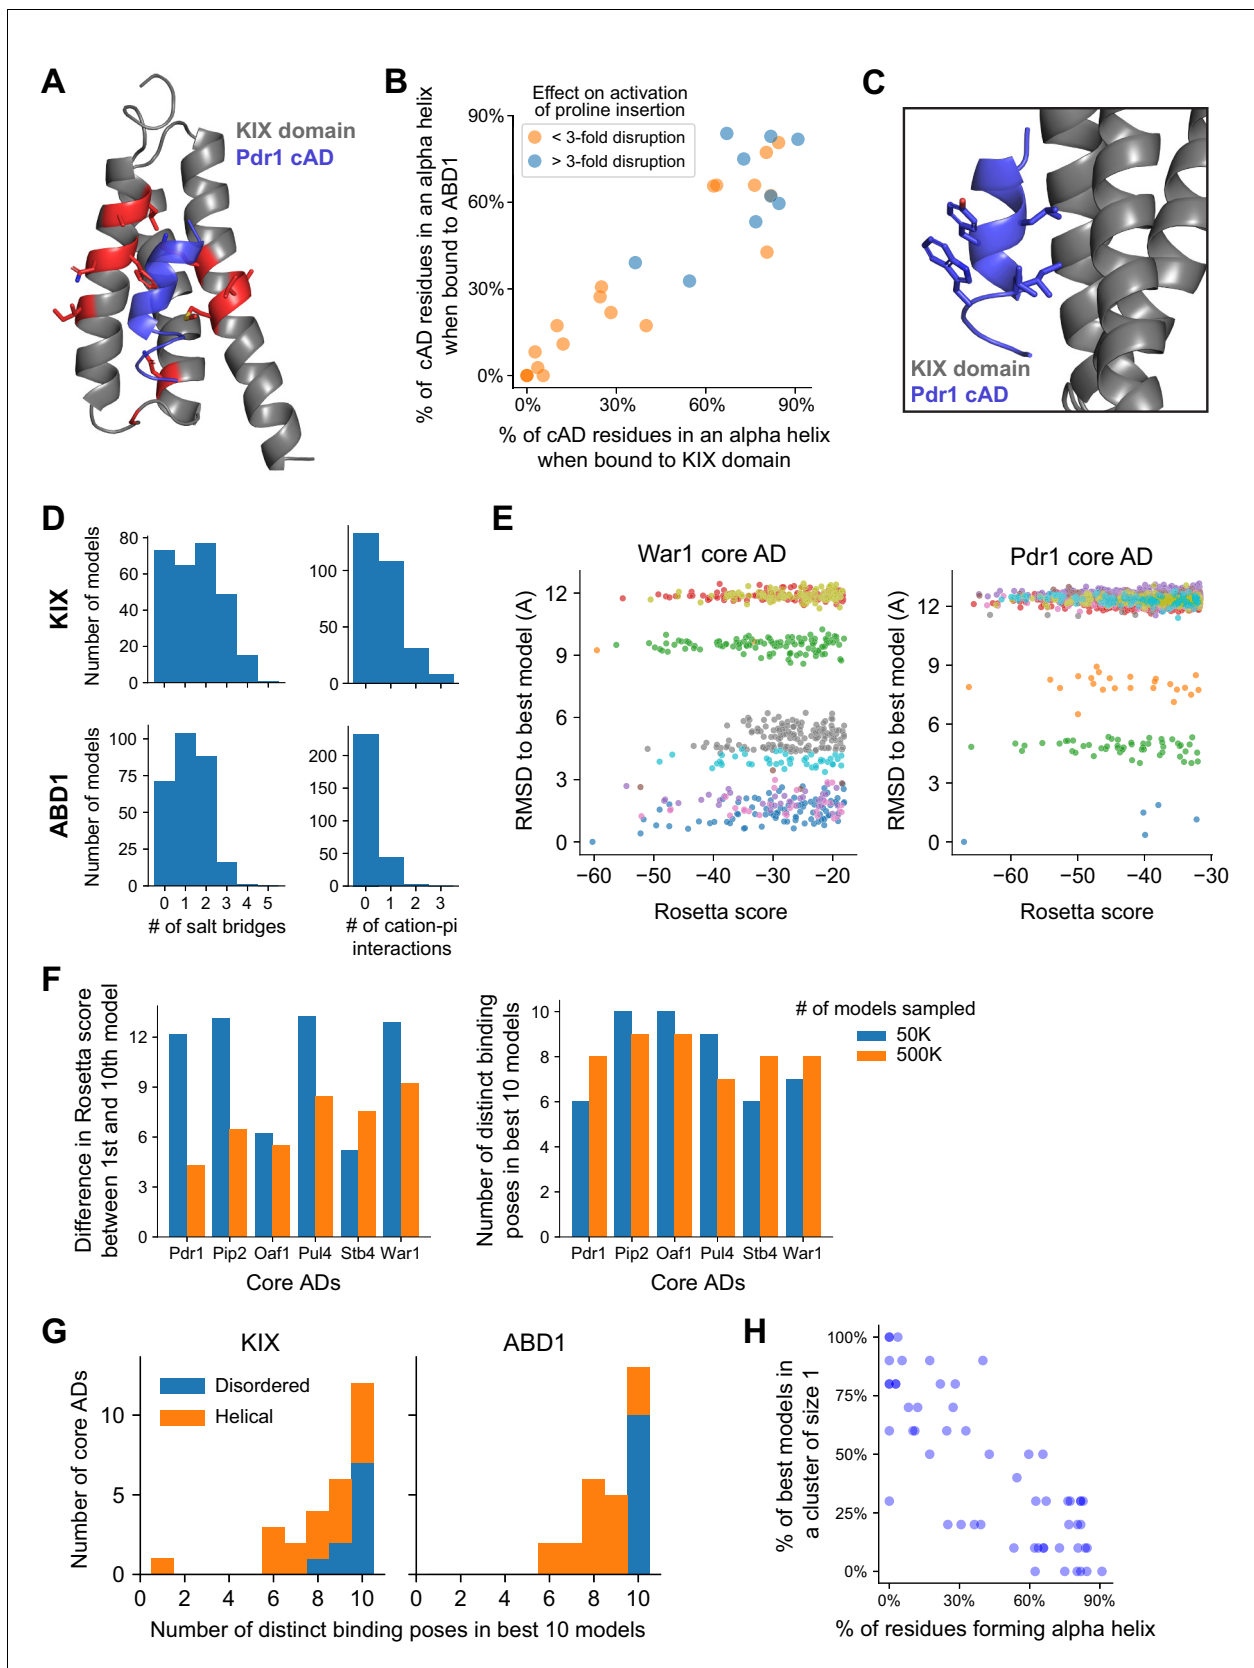 A
KIX domain
Pdr1 cAD
B
Effect on activation
of proline insertion
< 3-fold disruption
> 3-fold disruption
% of cAD residues in an alpha helix
when bound to ABD1
90%
60%
30%
0%
0% 30% 60% 90%
% of cAD residues in an alpha helix
when bound to KIX domain
C
KIX domain
Pdr1 cAD
D
KIX
Number of models
80
60
40
20
0
100
50
0
ABD1
Number of models
100
75
50
25
0
0 1 2 3 4 5
# of salt bridges
200
150
100
50
0
0 1 2 3
# of cation-pi
interactions
E
War1 core AD
RMSD to best model (A)
12
9
6
3
0
−60 −50 −40 −30 −20
Rosetta score
Pdr1 core AD
RMSD to best model (A)
12
9
6
3
0
−60 −50 −40 −30
Rosetta score
F
Difference in Rosetta score
between 1st and 10th model
12
9
6
3
0
Pdr1 Pip2 Oaf1 Pul4 Stb4 War1
Core ADs
Number of distinct binding
poses in best 10 models
10
8
6
4
2
0
Pdr1 Pip2 Oaf1 Pul4 Stb4 War1
Core ADs
# of models sampled
50K
500K
G
KIX
Disordered
Helical
Number of core ADs
10
5
0
0 2 4 6 8 10
ABD1
0 2 4 6 8 10
Number of distinct binding poses in best 10 models
H
% of best models in
a cluster of size 1
100%
75%
50%
25%
0%
0% 30% 60% 90%
% of residues forming alpha helix